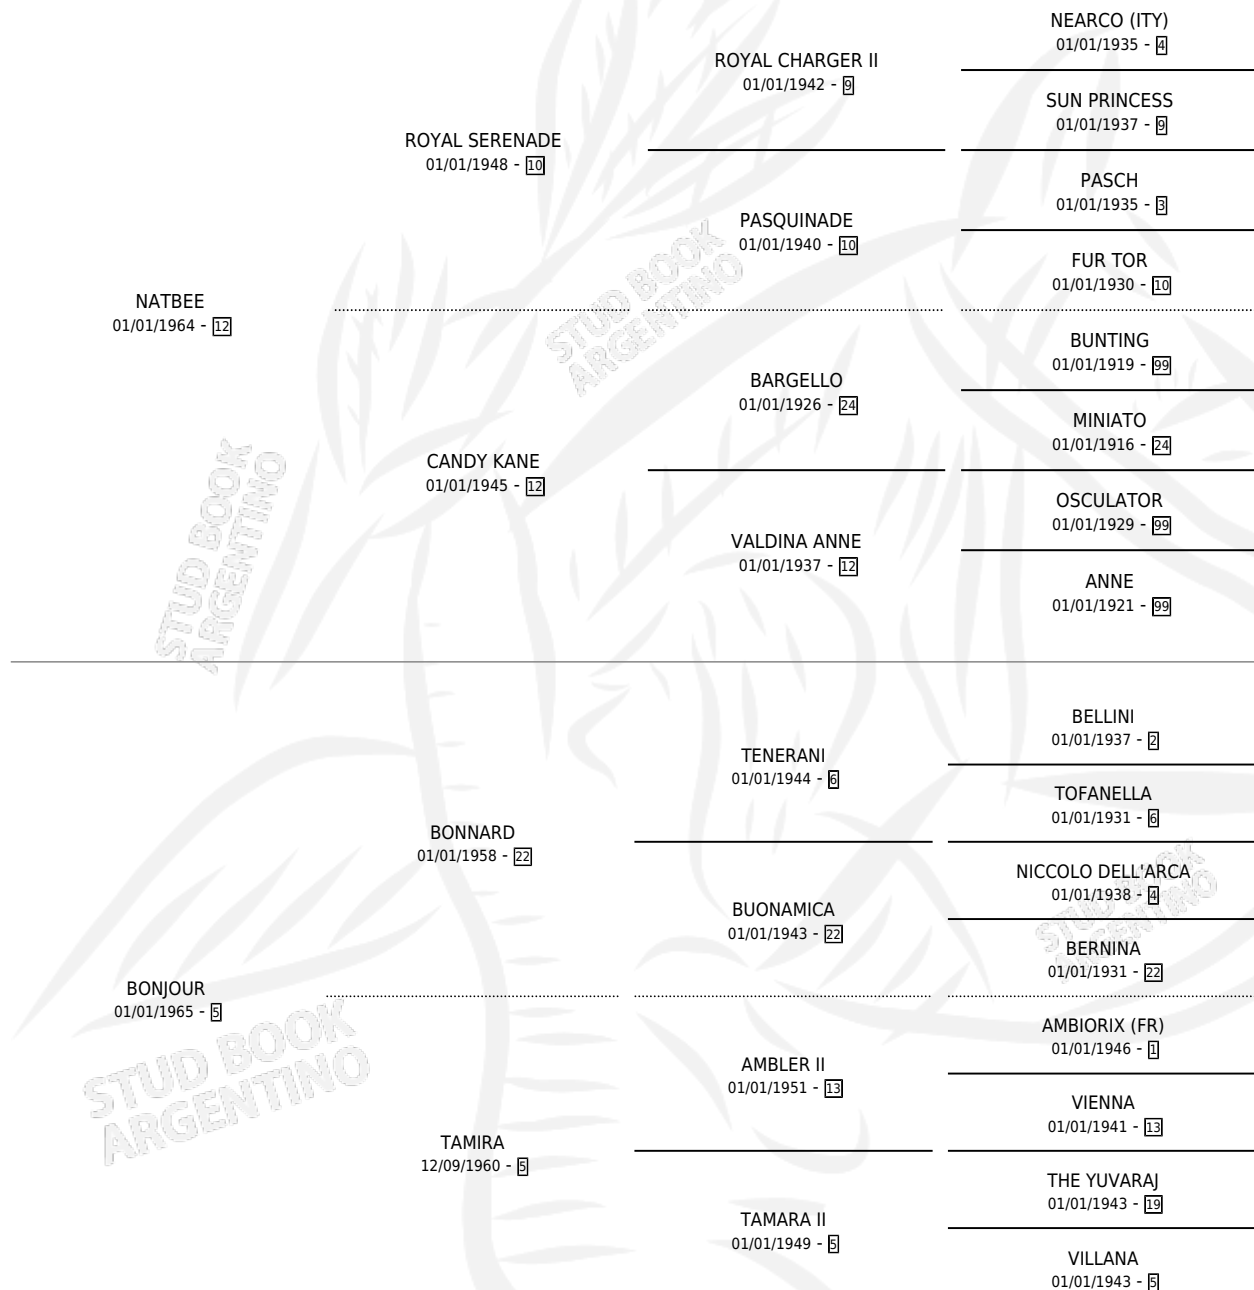 NEARCO (ITY)
01/01/1935 - 4
ROYAL CHARGER II
01/01/1942 - 9
SUN PRINCESS
01/01/1937 - 9
ROYAL SERENADE
01/01/1948 - 10
PASCH
01/01/1935 - 3
PASQUINADE
01/01/1940 - 10
FUR TOR
01/01/1930 - 10
NATBEE
01/01/1964 - 12
BUNTING
01/01/1919 - 99
BARGELLO
01/01/1926 - 24
MINIATO
01/01/1916 - 24
CANDY KANE
01/01/1945 - 12
OSCULATOR
01/01/1929 - 99
VALDINA ANNE
01/01/1937 - 12
ANNE
01/01/1921 - 99
BELLINI
01/01/1937 - 2
TENERANI
01/01/1944 - 6
TOFANELLA
01/01/1931 - 6
BONNARD
01/01/1958 - 22
NICCOLO DELL'ARCA
01/01/1938 - 4
BUONAMICA
01/01/1943 - 22
BERNINA
01/01/1931 - 22
BONJOUR
01/01/1965 - 5
AMBIORIX (FR)
01/01/1946 - 1
AMBLER II
01/01/1951 - 13
VIENNA
01/01/1941 - 13
TAMIRA
12/09/1960 - 5
THE YUVARAJ
01/01/1943 - 19
TAMARA II
01/01/1949 - 5
VILLANA
01/01/1943 - 5
STUD BOOK
ARGENTINO
STUD BOOK
ARGENTINO
STUD BOOK
ARGENTINO
STUD BOOK
ARGENTINO